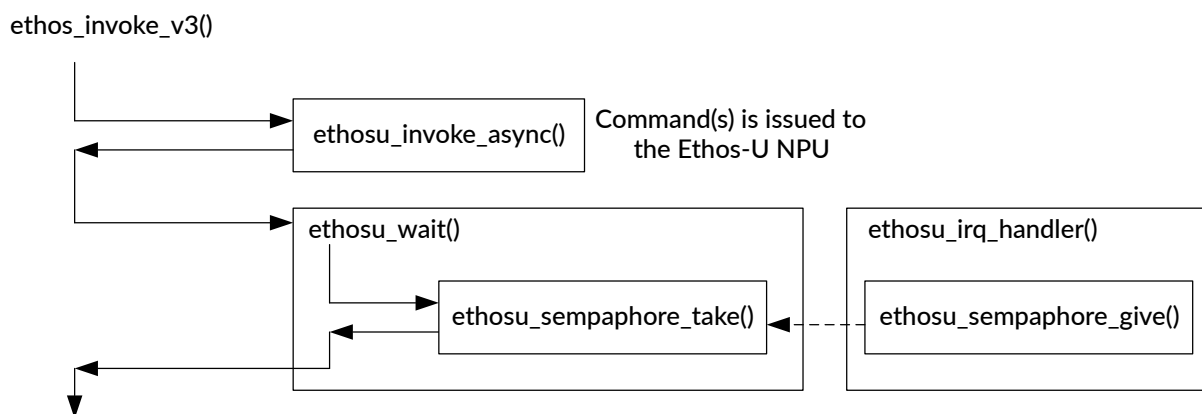 ethos_invoke_v3()
ethosu_invoke_async()
Command(s) is issued to
the Ethos-U NPU
ethosu_wait()
ethosu_irq_handler()
ethosu_sempaphore_take()
ethosu_sempaphore_give()